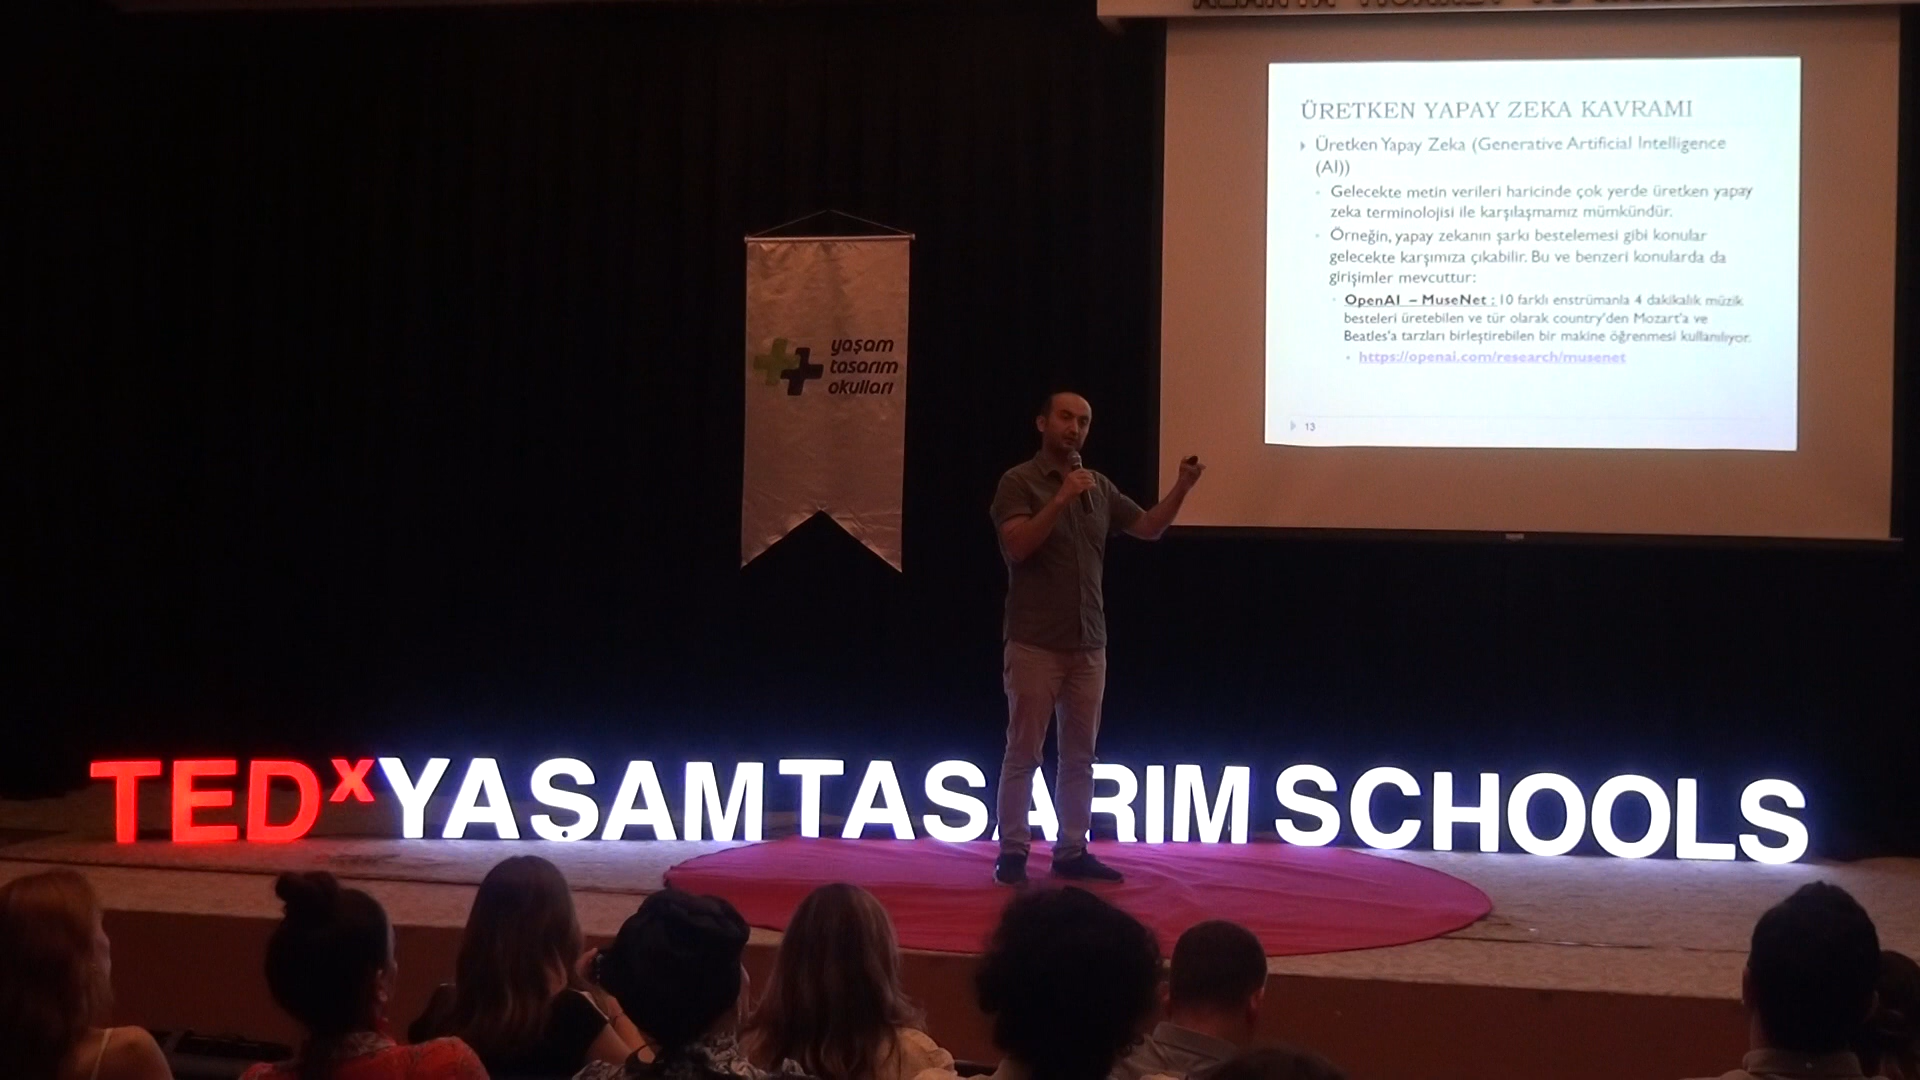 ÜRETKEN YAPAY ZEKA KAVRAMI
Üretken Yapay Zeka (Generative Artificial Intelligence
(AI))
Gelecekte metin verileri haricinde çok yerde üretken yapay
zeka terminolojisi ile karşılaşmamız mümkündür.
Örneğin, yapay zekanın şarkı bestelemesi gibi konular
gelecekte karşımıza çıkabilir. Bu ve benzeri konularda da
girişimler mevcuttur:
OpenAI – MuseNet : 10 farklı enstrümanla 4 dakikalık müzik
besteleri üretebilen ve tür olarak country'den Mozart'a ve
Beatles'a tarzları birleştirebilen bir makine öğrenmesi kullanılıyor.
https://openai.com/research/musenet
13
yaşam
tasarım
okulları
TEDxYAŞAM TASARIM SCHOOLS